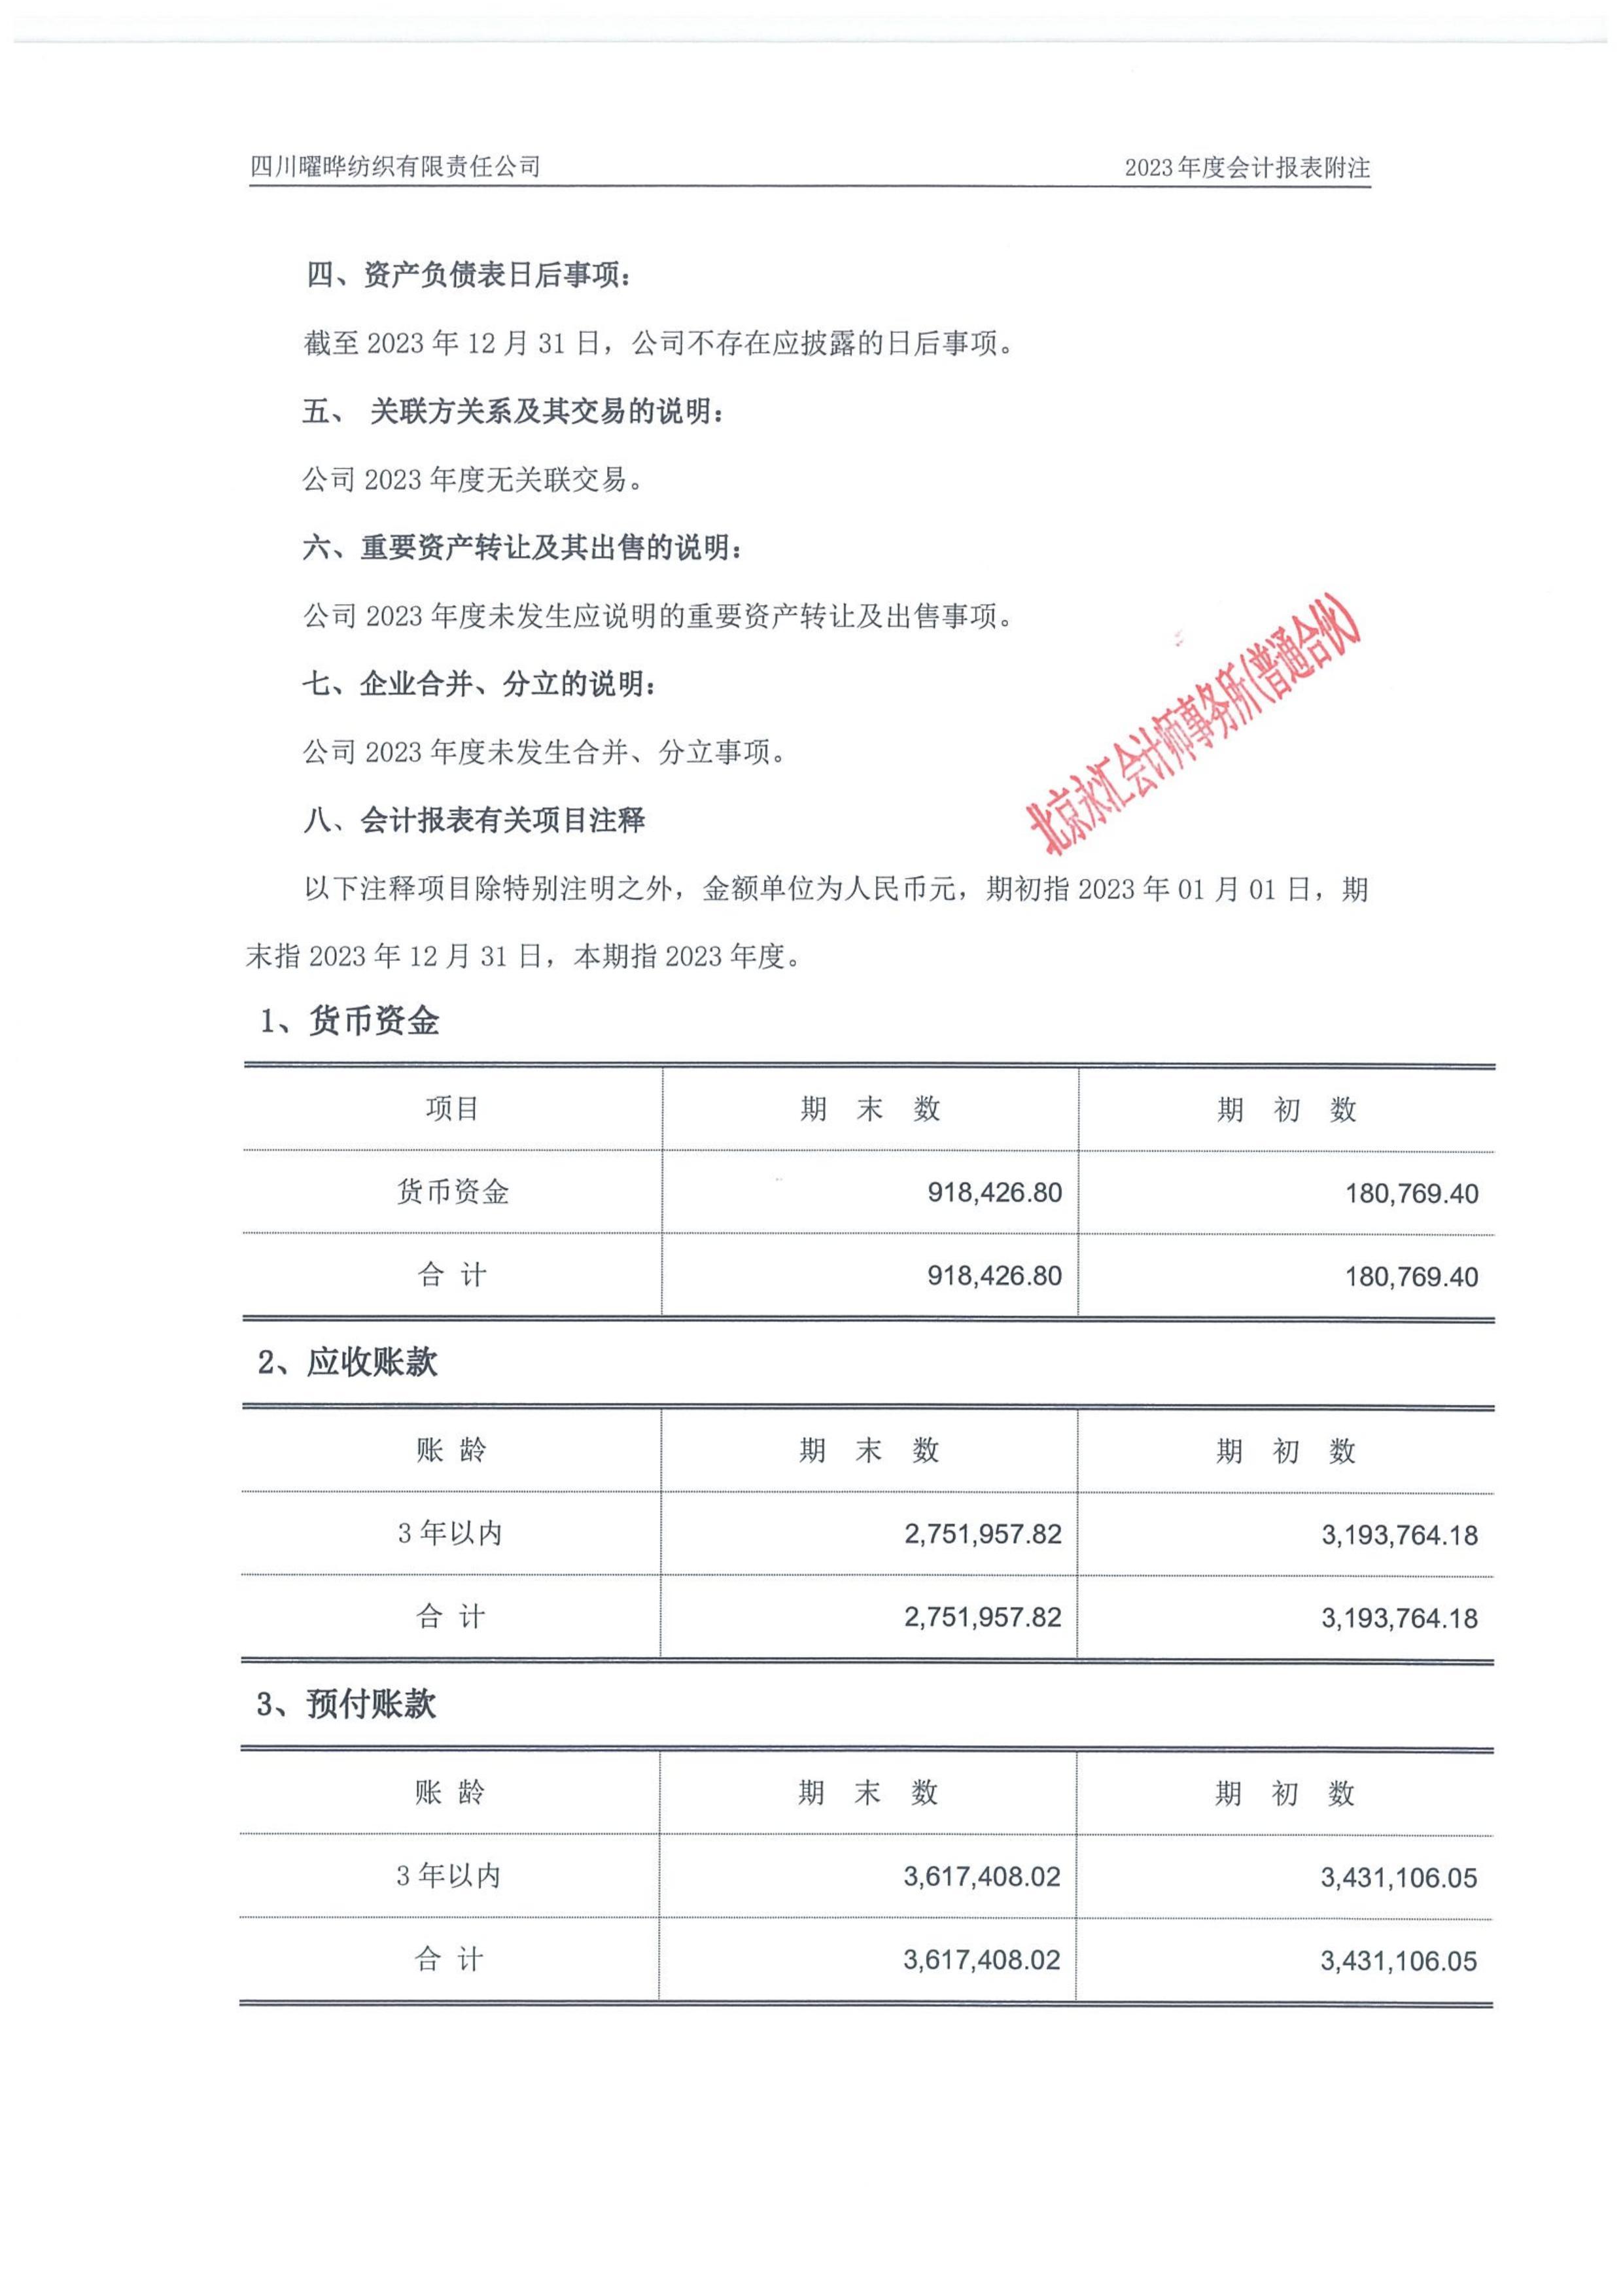 四川曜晔纺织有限责任公司 2023年度会计报表附注
四、资产负债表日后事项：
截至 2023 年 12 月 31 日，公司不存在应披露的日后事项。
五、 关联方关系及其交易的说明：
公司 2023 年度无关联交易。
六、重要资产转让及其出售的说明：
公司 2023 年度未发生应说明的重要资产转让及出售事项。
七、企业合并、分立的说明：
公司 2023 年度未发生合并、分立事项。
北京永汇会计师事务所(普通合伙)
八、会计报表有关项目注释
以下注释项目除特别注明之外，金额单位为人民币元，期初指 2023 年 01 月 01 日，期
末指 2023 年 12 月 31 日，本期指 2023 年度。
1、货币资金
项目 期 末 数 期 初 数
货币资金 918,426.80 180,769.40
合 计 918,426.80 180,769.40
2、应收账款
账 龄 期 末 数 期 初 数
3 年以内 2,751,957.82 3,193,764.18
合 计 2,751,957.82 3,193,764.18
3、预付账款
账 龄 期 末 数 期 初 数
3 年以内 3,617,408.02 3,431,106.05
合 计 3,617,408.02 3,431,106.05